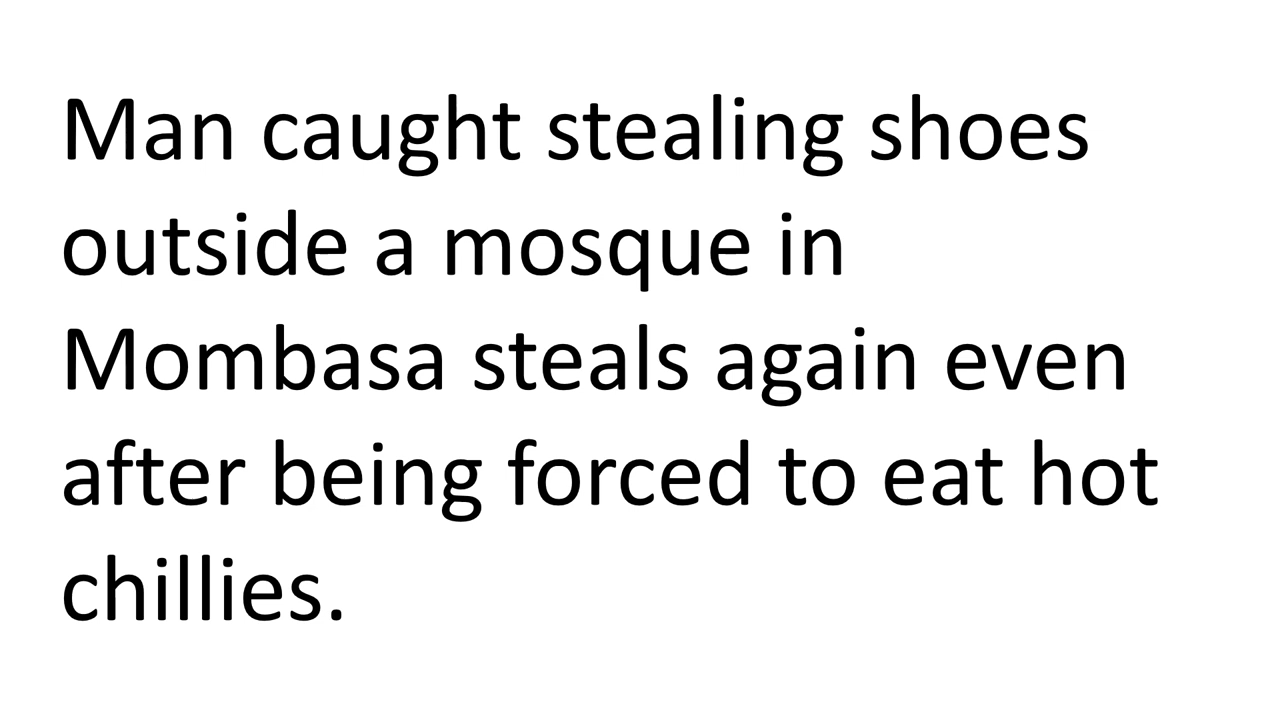 Man caught stealing shoes
outside a mosque in
Mombasa steals again even
after being forced to eat hot
chillies.